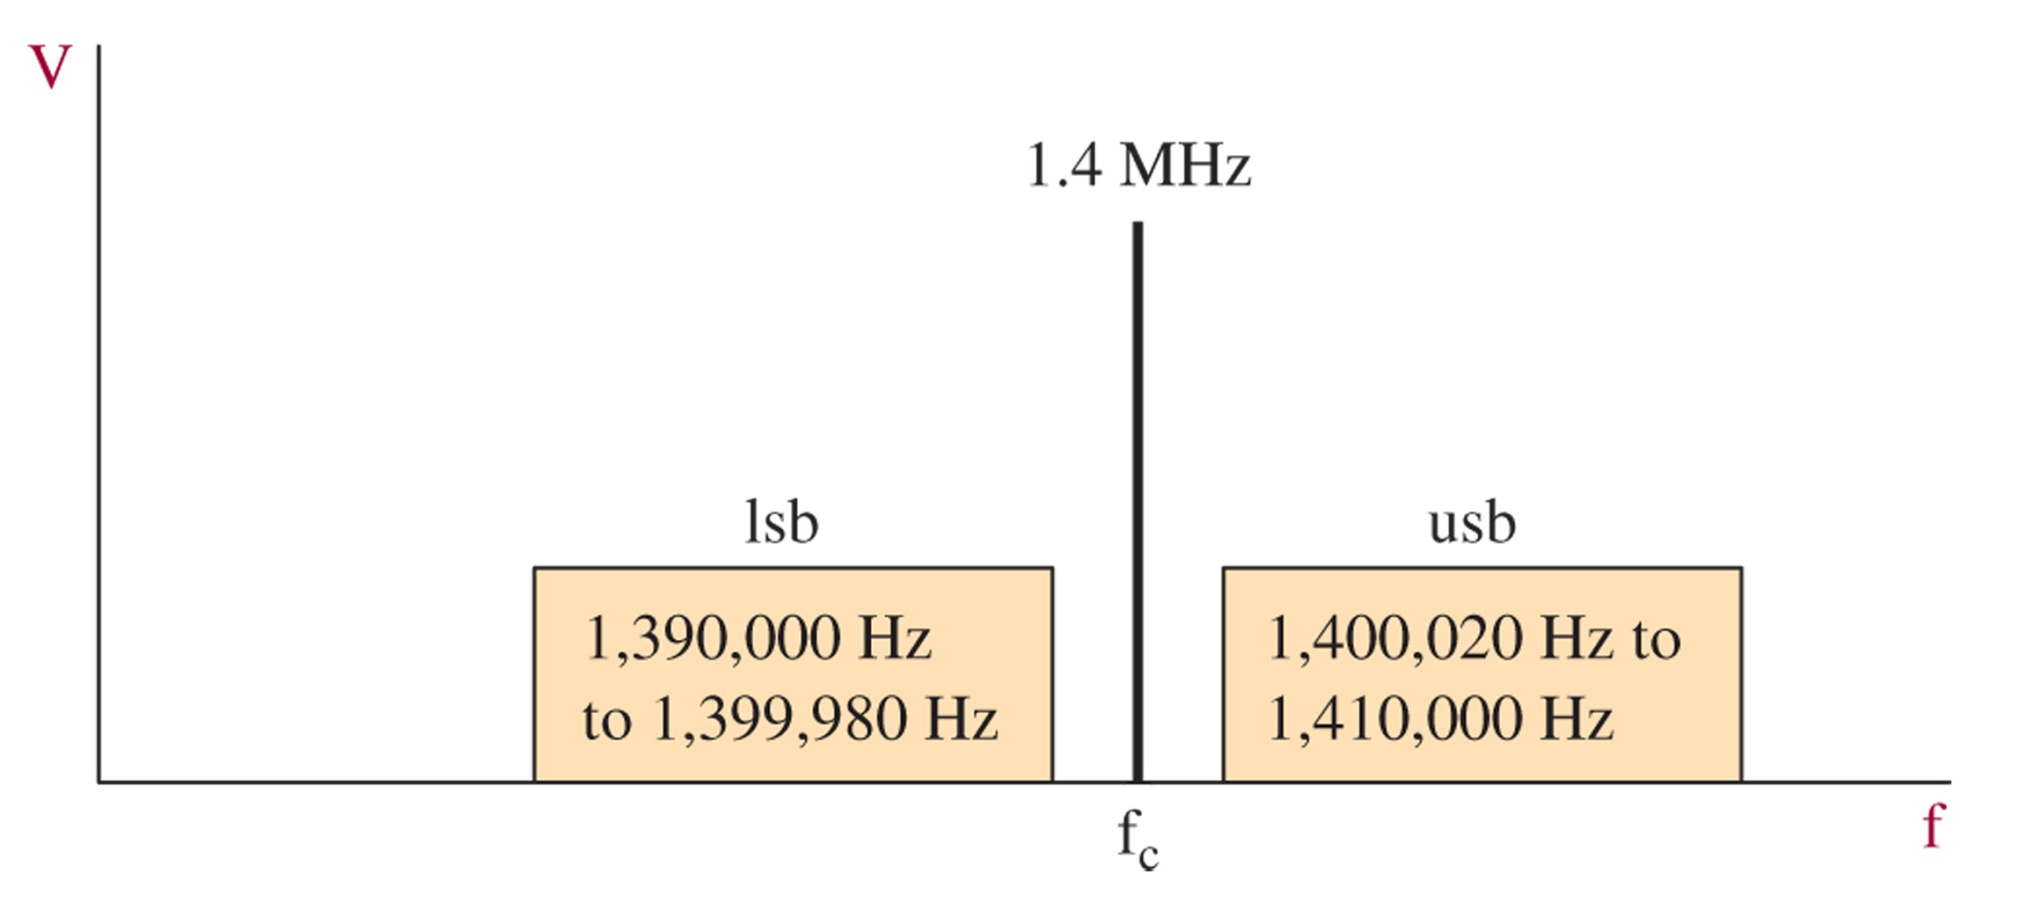 V
1.4 MHz
lsb
usb
1,390,000 Hz
to 1,399,980 Hz
1,400,020 Hz to
1,410,000 Hz
fc
f